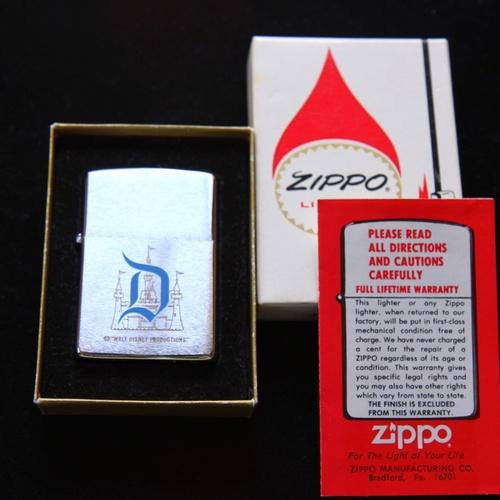 D
© WALT DISNEY PRODUCTIONS
ZIPPO®
PLEASE READ
ALL DIRECTIONS
AND CAUTIONS
CAREFULLY
FULL LIFETIME WARRANTY
This lighter or any Zippo
lighter, when returned to our
factory, will be put in first-class
mechanical condition free of
charge. We have never charged
a cent for the repair of a
ZIPPO regardless of its age or
condition. This warranty gives
you specific legal rights and
you may also have other rights
which vary from state to state.
THE FINISH IS EXCLUDED
FROM THIS WARRANTY.
zippo
For The Light of Your Life
ZIPPO MANUFACTURING CO.
Bradford, Pa. 16701